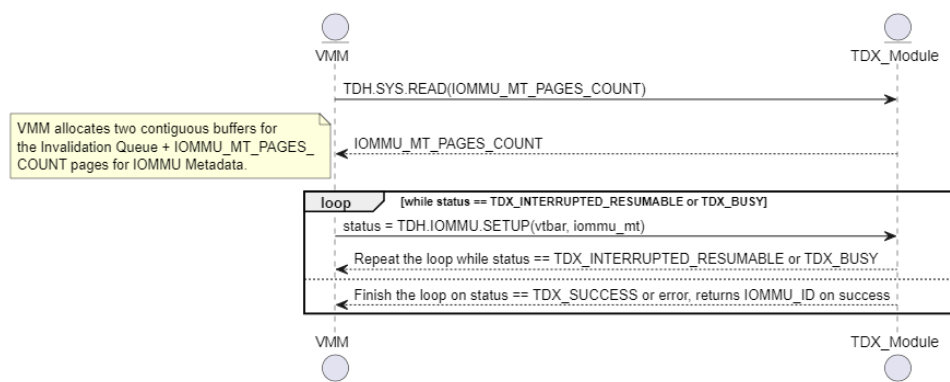 VMM
TDX_Module
TDH.SYS.READ(IOMMU_MT_PAGES_COUNT)
VMM allocates two contiguous buffers for
the Invalidation Queue + IOMMU_MT_PAGES_
COUNT pages for IOMMU Metadata.
IOMMU_MT_PAGES_COUNT
loop
[while status == TDX_INTERRUPTED_RESUMABLE or TDX_BUSY]
status = TDH.IOMMU.SETUP(vtbar, iommu_mt)
Repeat the loop while status == TDX_INTERRUPTED_RESUMABLE or TDX_BUSY
Finish the loop on status == TDX_SUCCESS or error, returns IOMMU_ID on success
VMM
TDX_Module